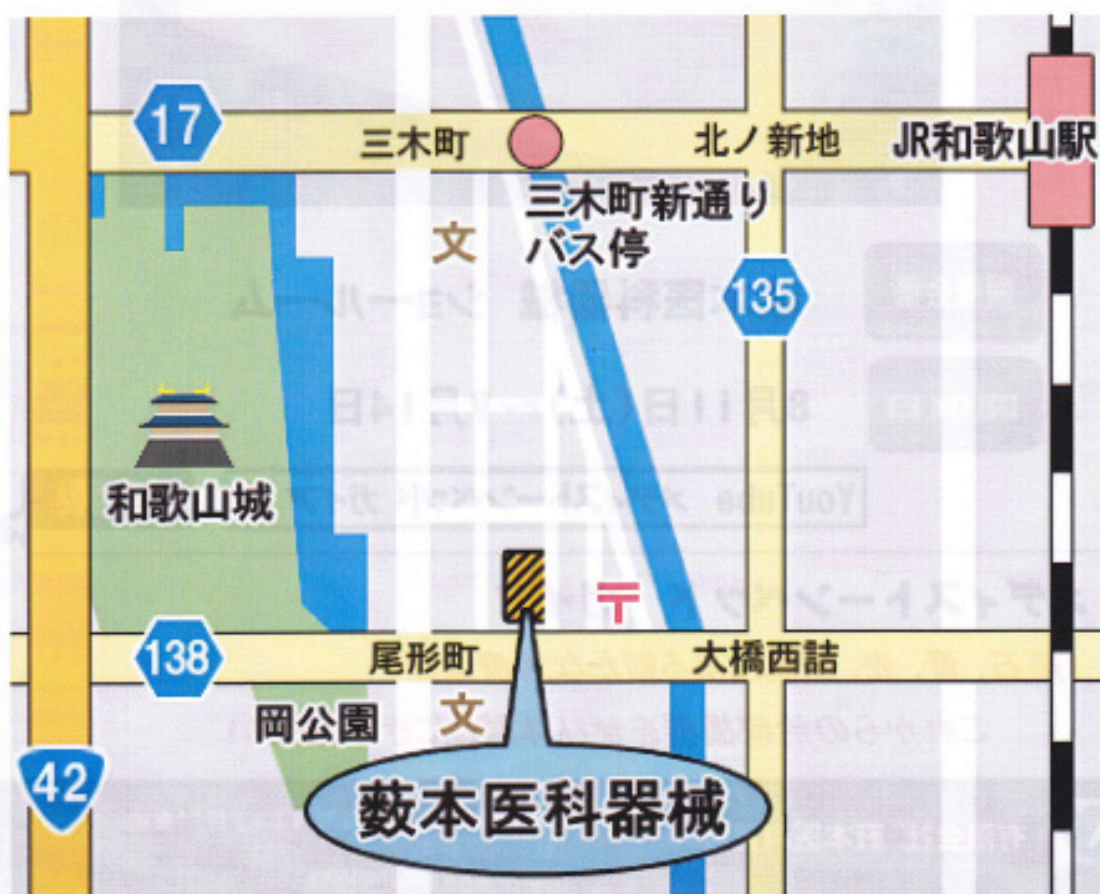 17
三木町
北ノ新地
JR和歌山駅
三木町新通り
バス停
文
135
和歌山城
〒
138
尾形町
大橋西詰
岡公園
文
42
薮本医科器械